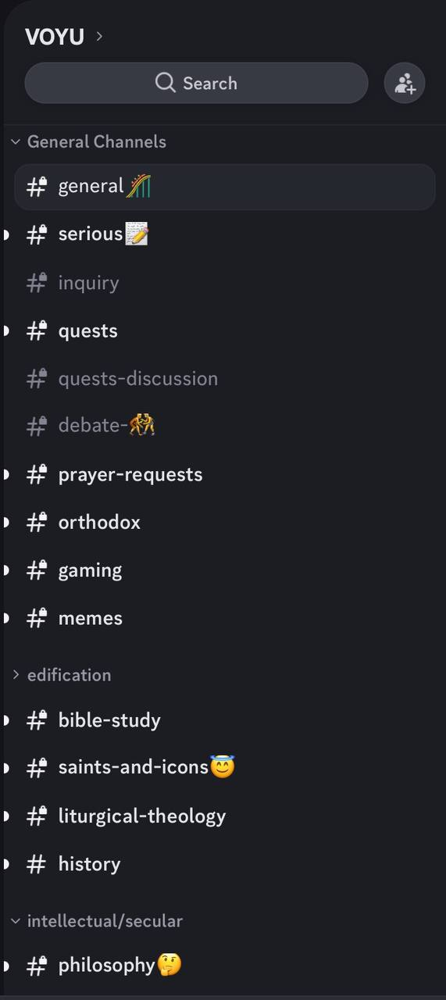 VOYU
Search
General Channels
general🎢
serious📝
inquiry
quests
quests-discussion
debate-🤼
prayer-requests
orthodox
gaming
memes
edification
bible-study
saints-and-icons😇
liturgical-theology
history
intellectual/secular
philosophy🤔